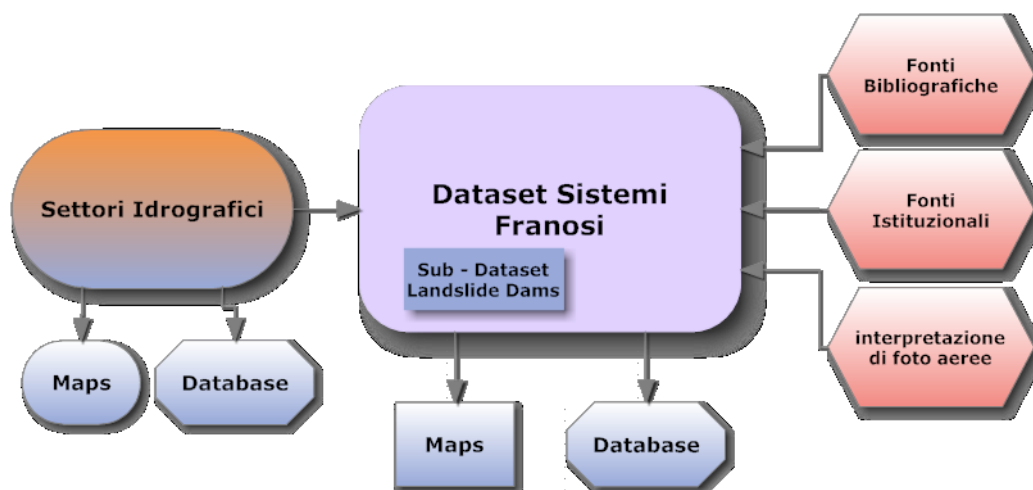 Settori Idrografici
Maps
Database
Dataset Sistemi
Franosi
Sub - Dataset
Landslide Dams
Maps
Database
Fonti
Bibliografiche
Fonti
Istituzionali
interpretazione
di foto aeree